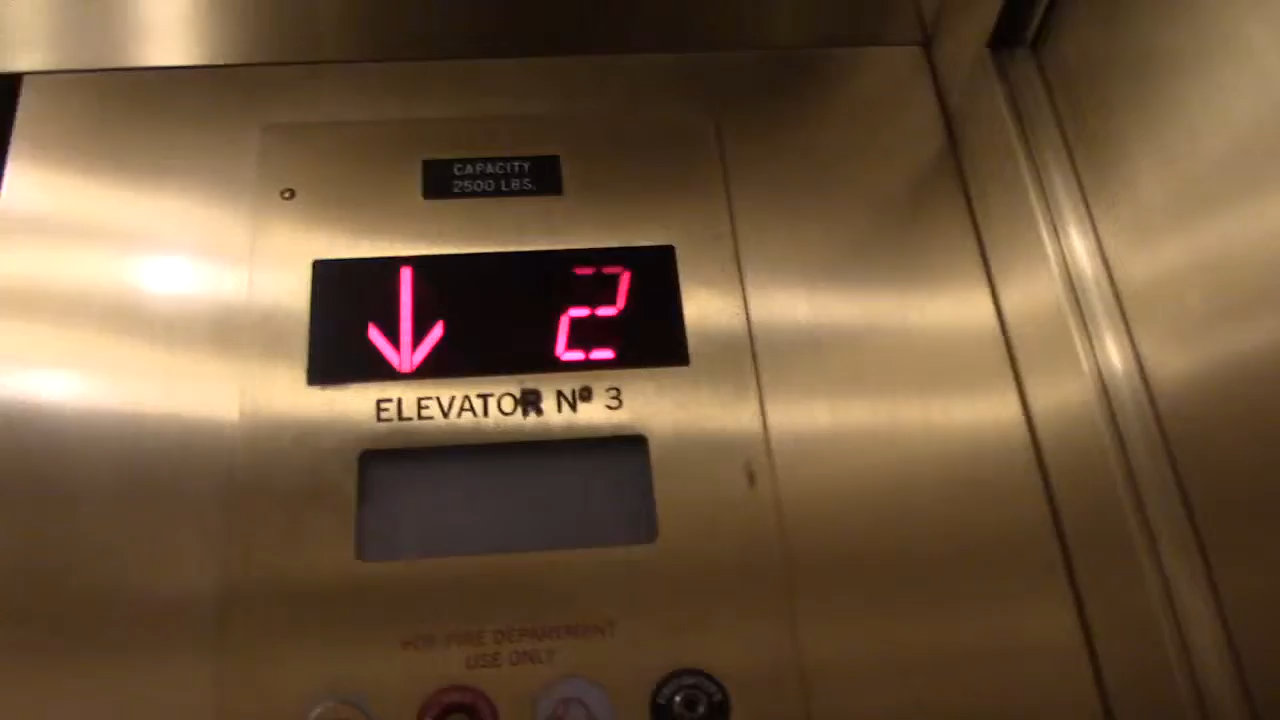 CAPACITY
2500 LBS.
↓ 2
ELEVATOR Nº 3
FOR FIRE DEPARTMENT
USE ONLY